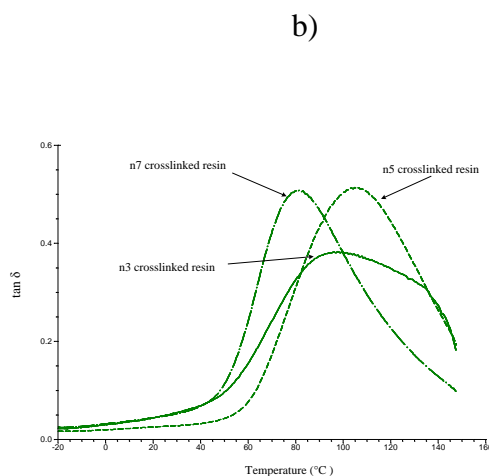 b)
0.6
n7 crosslinked resin
n5 crosslinked resin
0.4
n3 crosslinked resin
tan δ
0.2
0.0
-20 0 20 40 60 80 100 120 140 160
Temperature (°C )